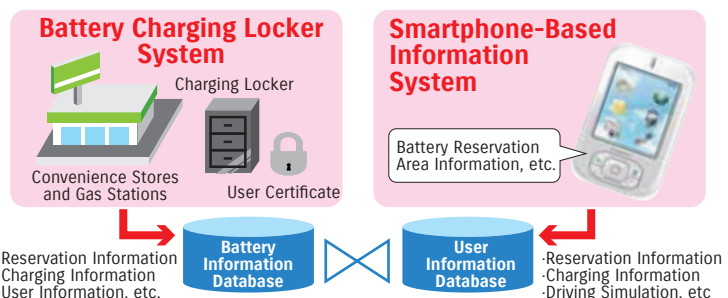 Battery Charging Locker
System
Charging Locker
Convenience Stores
and Gas Stations
User Certificate
Smartphone-Based
Information
System
Battery Reservation
Area Information, etc.
Reservation Information
Charging Information
User Information, etc.
Battery
Information
Database
User
Information
Database
·Reservation Information
·Charging Information
·Driving Simulation, etc